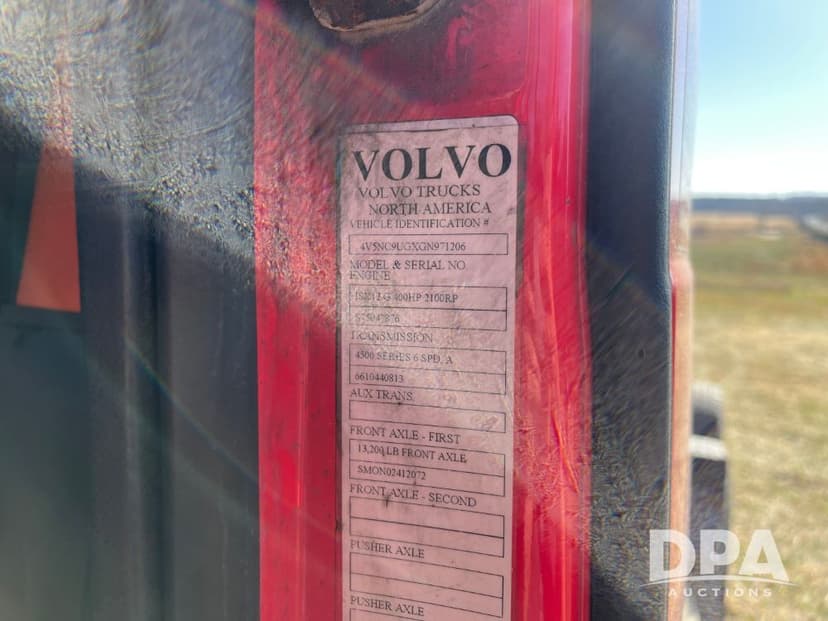 VOLVO
VOLVO TRUCKS
NORTH AMERICA
VEHICLE IDENTIFICATION #
4V5NC9UGXGN971206
MODEL & SERIAL NO
ENGINE
400HP 2100RP
TRANSMISSION
4500 SERIES 6 SPD. A
6610440813
AUX TRANS.
FRONT AXLE - FIRST
13,200 LB FRONT AXLE
SMON02412072
FRONT AXLE - SECOND
PUSHER AXLE
PUSHER AXLE
DPA
AUCTIONS